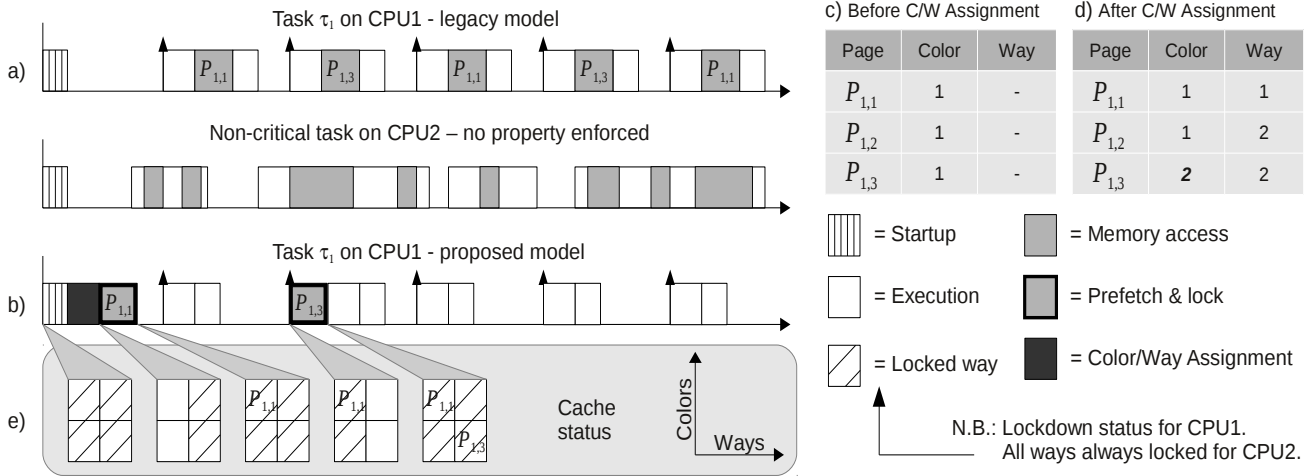 Task τ1 on CPU1 - legacy model
a)
P1,1
P1,3
P1,1
P1,3
P1,1
Non-critical task on CPU2 – no property enforced
Task τ1 on CPU1 - proposed model
b)
P1,1
P1,3
e)
P1,1
P1,1
P1,1
P1,3
Cache
status
Colors
Ways
c) Before C/W Assignment
Page Color Way
P1,1 1 -
P1,2 1 -
P1,3 1 -
d) After C/W Assignment
Page Color Way
P1,1 1 1
P1,2 1 2
P1,3 2 2
= Startup
= Memory access
= Execution
= Prefetch & lock
= Locked way
= Color/Way Assignment
N.B.: Lockdown status for CPU1.
All ways always locked for CPU2.